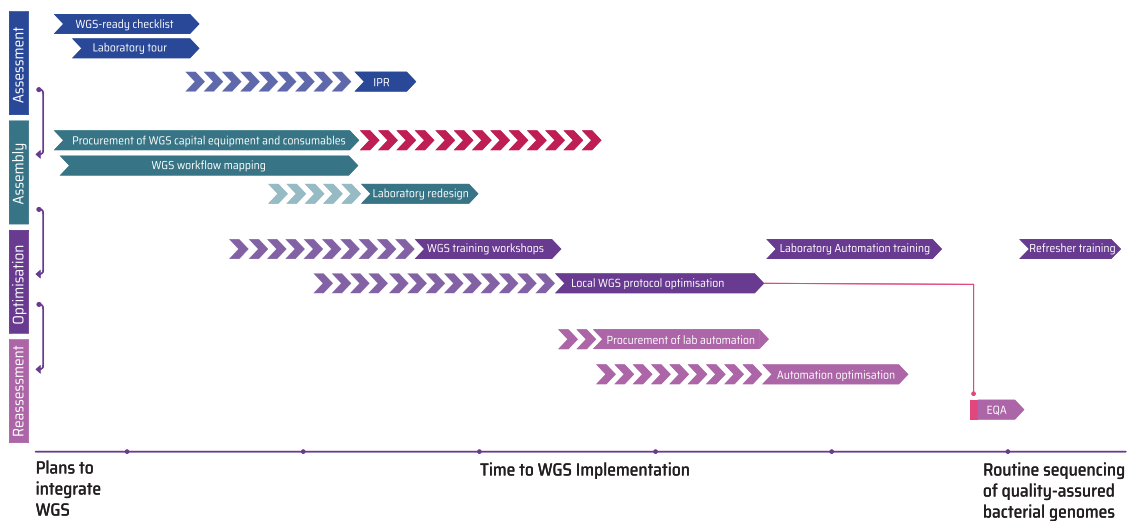 Assessment
WGS-ready checklist
Laboratory tour
IPR
Assembly
Procurement of WGS capital equipment and consumables
WGS workflow mapping
Laboratory redesign
Optimisation
WGS training workshops
Laboratory Automation training
Refresher training
Local WGS protocol optimisation
Reassessment
Procurement of lab automation
Automation optimisation
EQA
Plans to
integrate
WGS
Time to WGS Implementation
Routine sequencing
of quality-assured
bacterial genomes